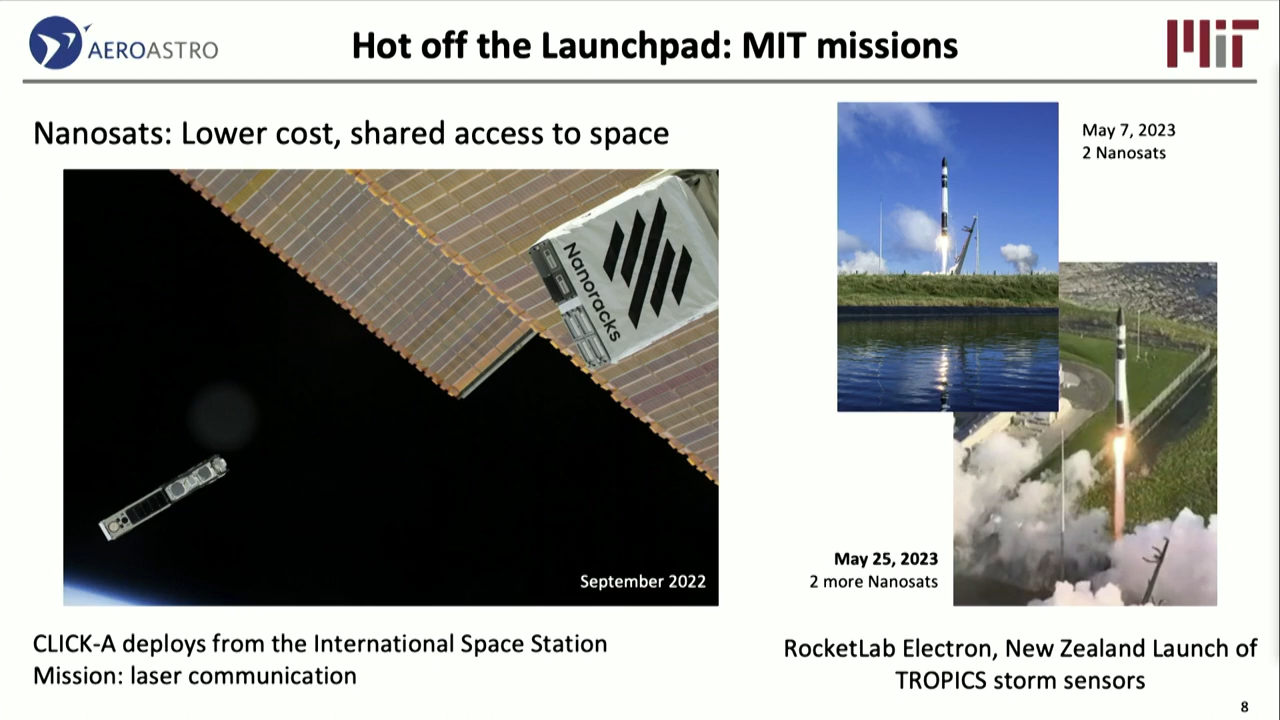 AEROASTRO
Hot off the Launchpad: MIT missions
MIT
Nanosats: Lower cost, shared access to space
Nanoracks
September 2022
CLICK-A deploys from the International Space Station
Mission: laser communication
May 7, 2023
2 Nanosats
May 25, 2023
2 more Nanosats
RocketLab Electron, New Zealand Launch of
TROPICS storm sensors
8